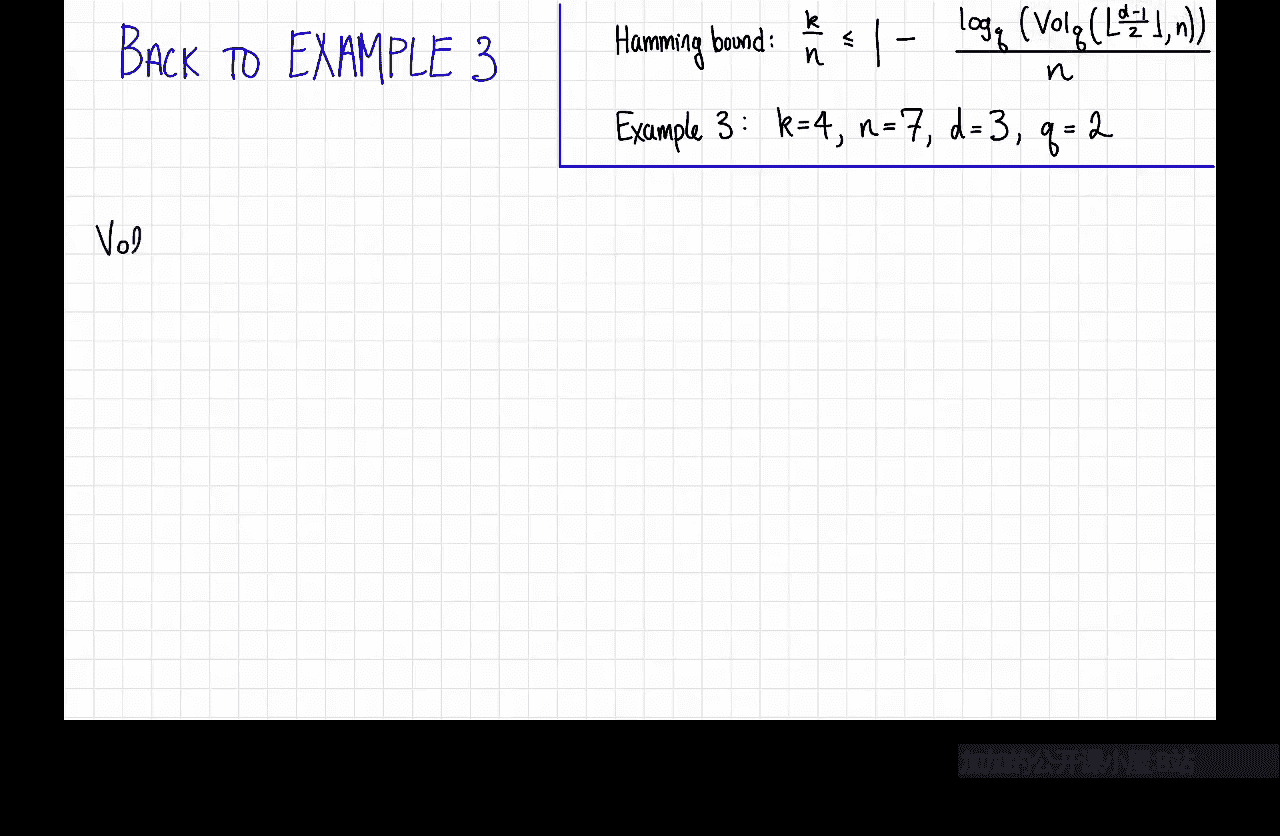 BACK TO EXAMPLE 3
Hamming bound: k/n ≤ 1 - log_q (Vol_q(⌊d-1/2⌋, n)) / n
Example 3: k=4, n=7, d=3, q=2
Vol